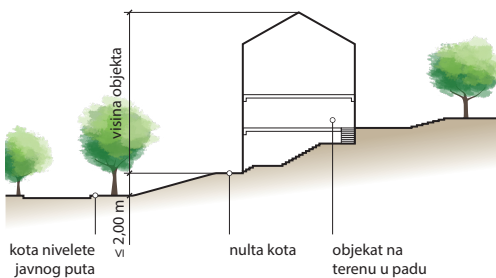 visina objekta
≤ 2,00 m
kota nivelete
javnog puta
nulta kota
objekat na
terenu u padu